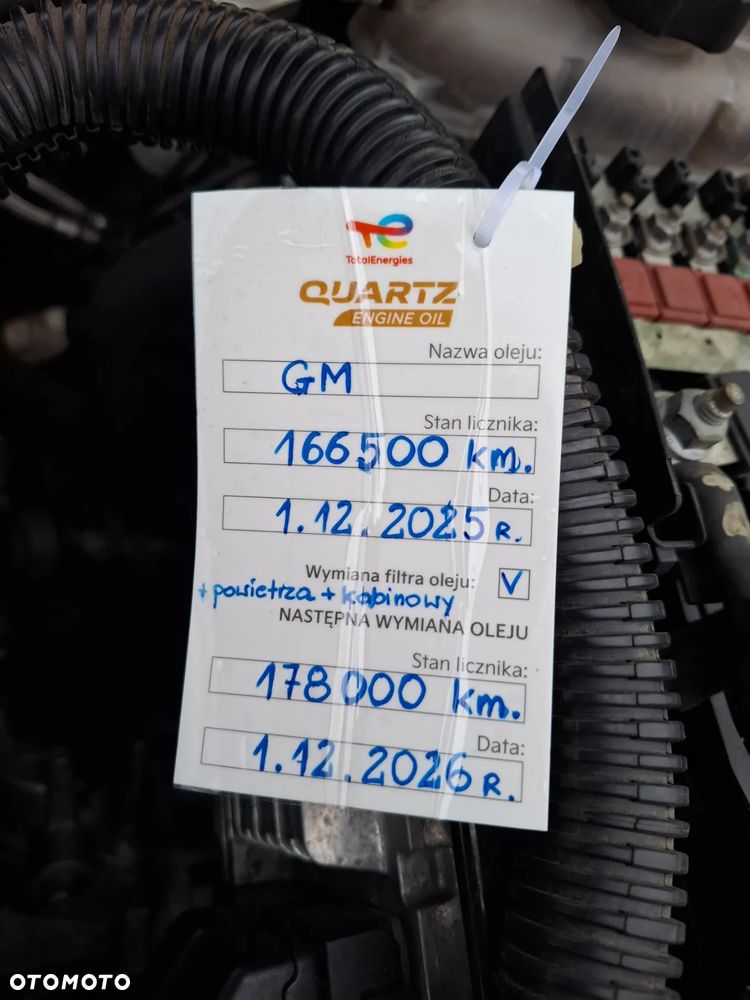 TotalEnergies
QUARTZ
ENGINE OIL
Nazwa oleju:
GM
Stan licznika:
166500 km.
Data:
1.12.2025 R.
Wymiana filtra oleju: V
+ powietrza + kabinowy
NASTĘPNA WYMIANA OLEJU
Stan licznika:
178000 km.
Data:
1.12.2026 R.
OTOMOTO